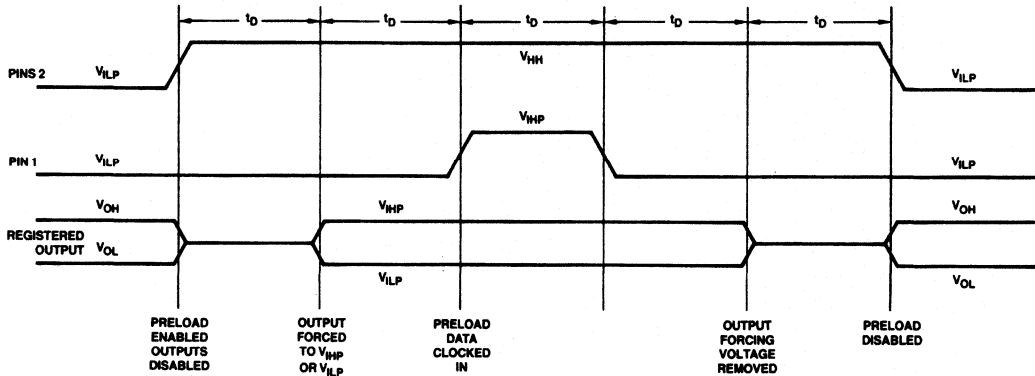 tD tD tD tD tD
PINS 2 VILP VHH VILP
PIN 1 VILP VIHP VILP
VOH VIHP VOH
REGISTERED
OUTPUT VOL VILP VOL
PRELOAD
ENABLED
OUTPUTS
DISABLED
OUTPUT
FORCED
TO VIHP
OR VILP
PRELOAD
DATA
CLOCKED
IN
OUTPUT
FORCING
VOLTAGE
REMOVED
PRELOAD
DISABLED